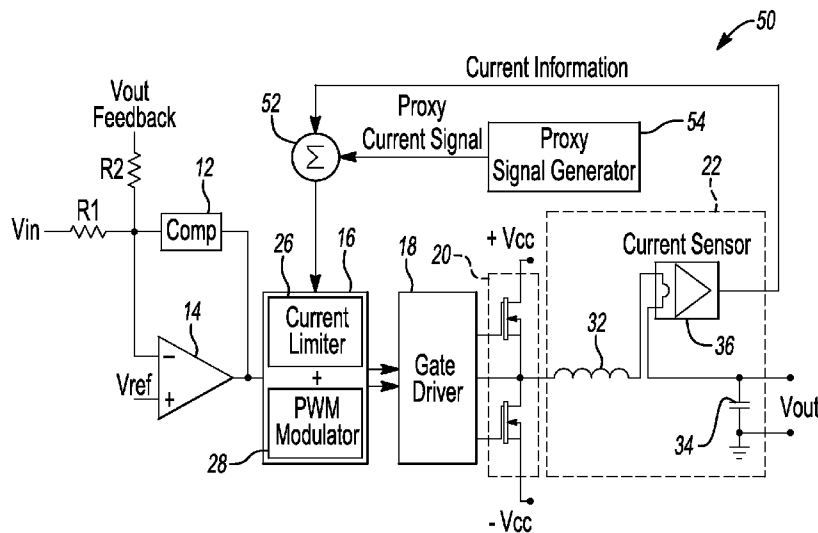 50
Current Information
Vout
Feedback
52
Proxy
Current Signal
Proxy
Signal Generator
54
Σ
22
R2
12
Vin
R1
Comp
+ Vcc
20
Current Sensor
26
16
18
14
Current
Limiter
32
36
−
+
Gate
Driver
Vref
+
PWM
Modulator
Vout
28
34
- Vcc